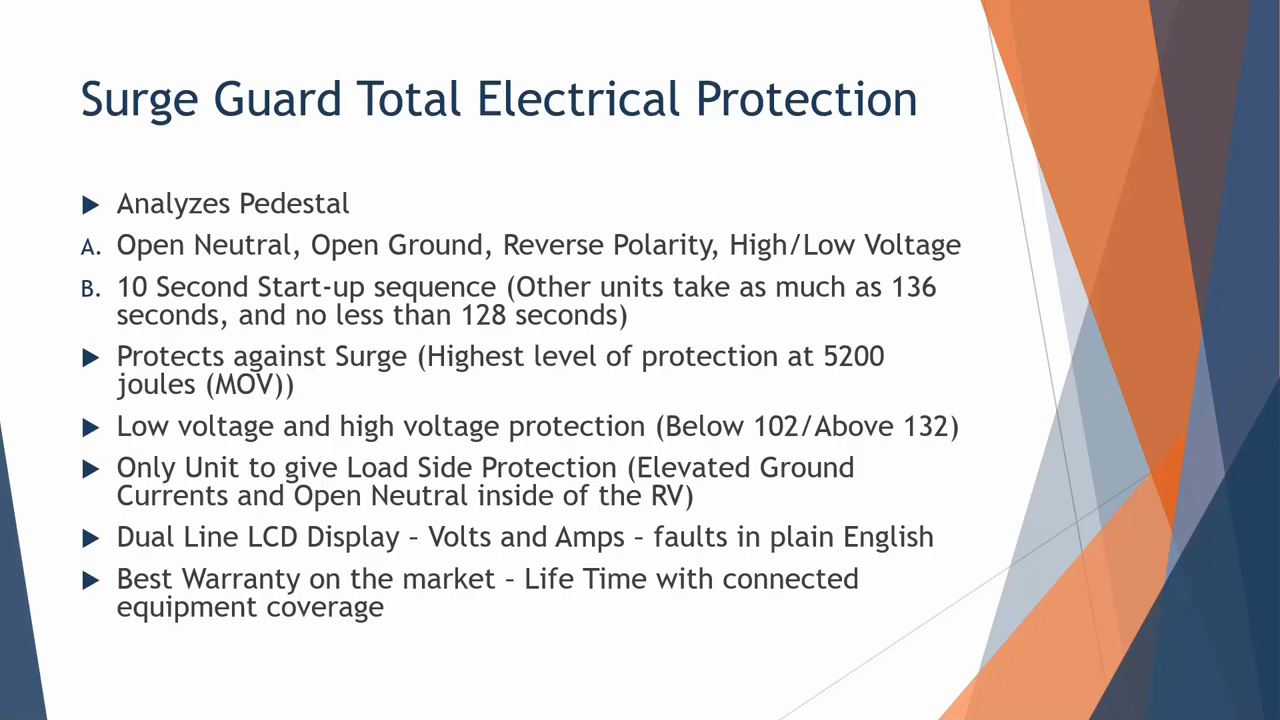 Surge Guard Total Electrical Protection
Analyzes Pedestal
A. Open Neutral, Open Ground, Reverse Polarity, High/Low Voltage
B. 10 Second Start-up sequence (Other units take as much as 136
seconds, and no less than 128 seconds)
Protects against Surge (Highest level of protection at 5200
joules (MOV))
Low voltage and high voltage protection (Below 102/Above 132)
Only Unit to give Load Side Protection (Elevated Ground
Currents and Open Neutral inside of the RV)
Dual Line LCD Display – Volts and Amps – faults in plain English
Best Warranty on the market – Life Time with connected
equipment coverage